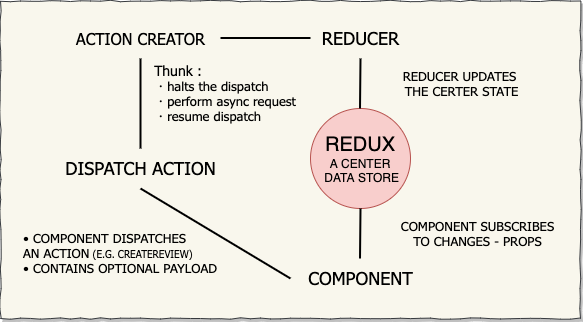 ACTION CREATOR
REDUCER
Thunk :
· halts the dispatch
· perform async request
· resume dispatch
REDUCER UPDATES
THE CERTER STATE
REDUX
A CENTER
DATA STORE
DISPATCH ACTION
COMPONENT SUBSCRIBES
TO CHANGES - PROPS
• COMPONENT DISPATCHES
AN ACTION (E.G. CREATEREVIEW)
• CONTAINS OPTIONAL PAYLOAD
COMPONENT